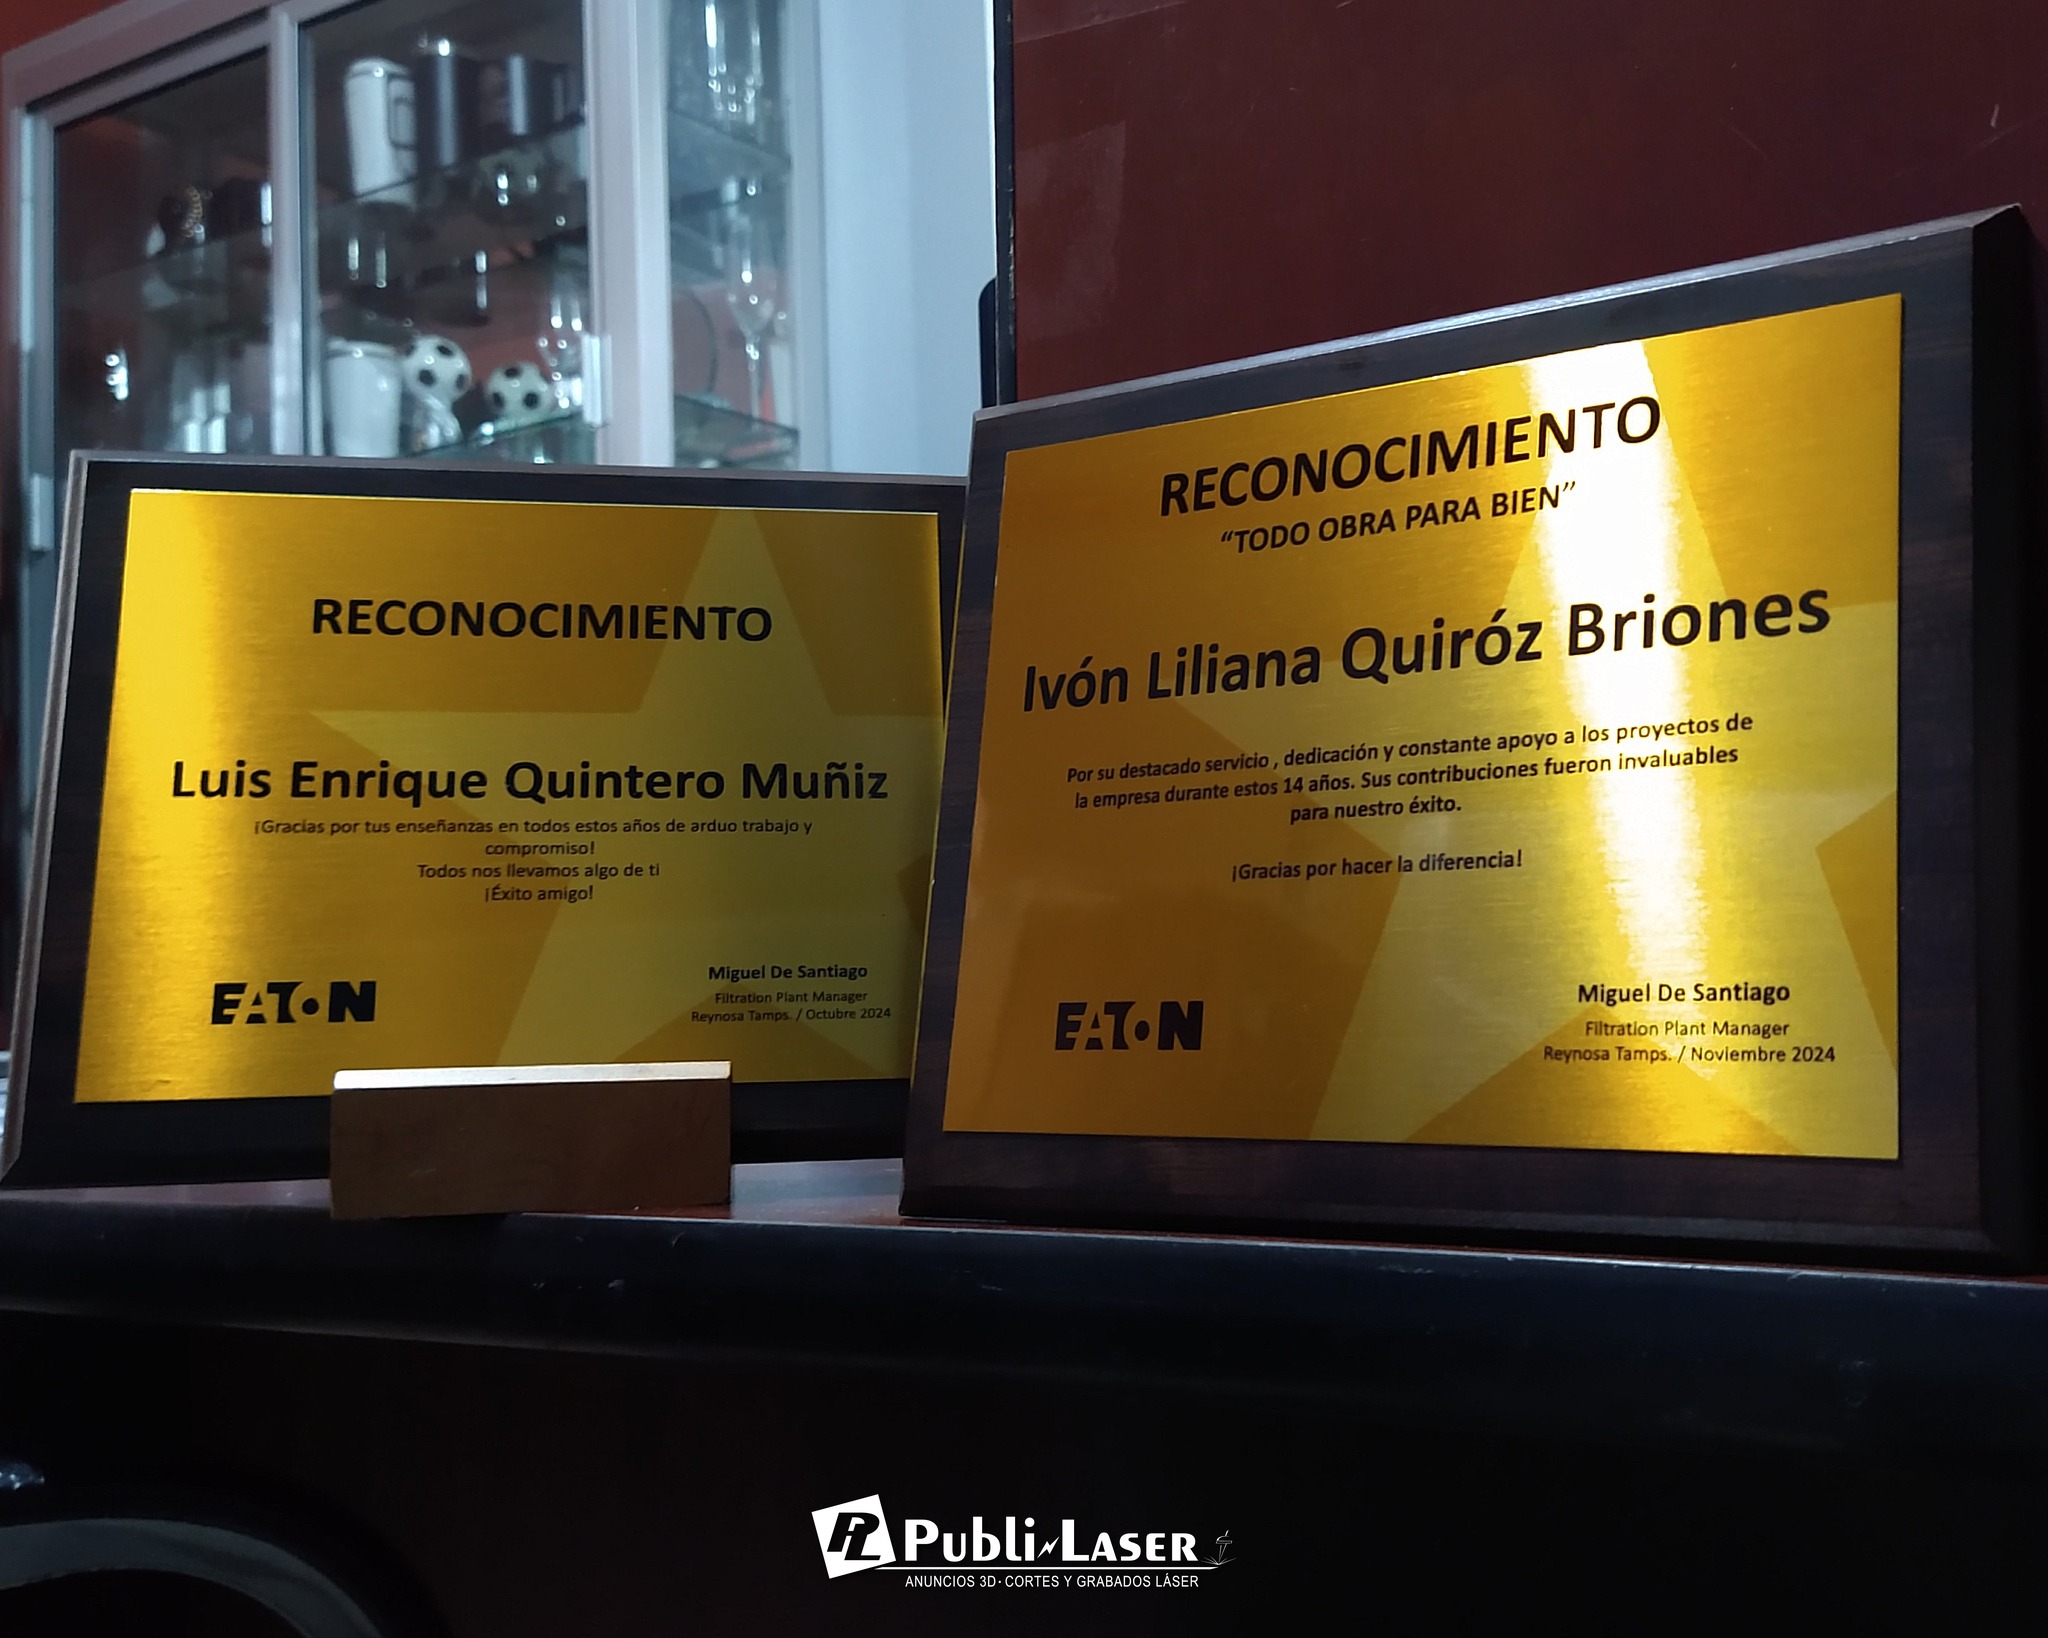 RECONOCIMIENTO
Luis Enrique Quintero Muñiz
¡Gracias por tus enseñanzas en todos estos años de arduo trabajo y
compromiso!
Todos nos llevamos algo de ti
¡Éxito amigo!
EATON
Miguel De Santiago
Filtration Plant Manager
Reynosa Tamps. / Octubre 2024
RECONOCIMIENTO
“TODO OBRA PARA BIEN”
Ivón Liliana Quiróz Briones
Por su destacado servicio , dedicación y constante apoyo a los proyectos de
la empresa durante estos 14 años. Sus contribuciones fueron invaluables
para nuestro éxito.
¡Gracias por hacer la diferencia!
EATON
Miguel De Santiago
Filtration Plant Manager
Reynosa Tamps. / Noviembre 2024
PL PUBLI LASER
ANUNCIOS 3D · CORTES Y GRABADOS LÁSER